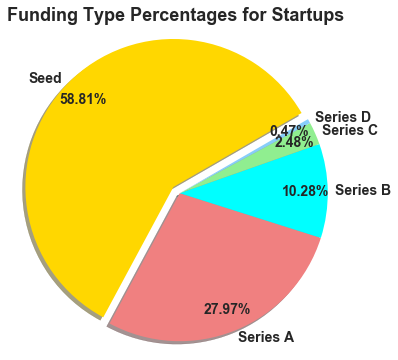 Funding Type Percentages for Startups
Seed
58.81%
Series D
0.47%
Series C
2.48%
10.28%
Series B
27.97%
Series A